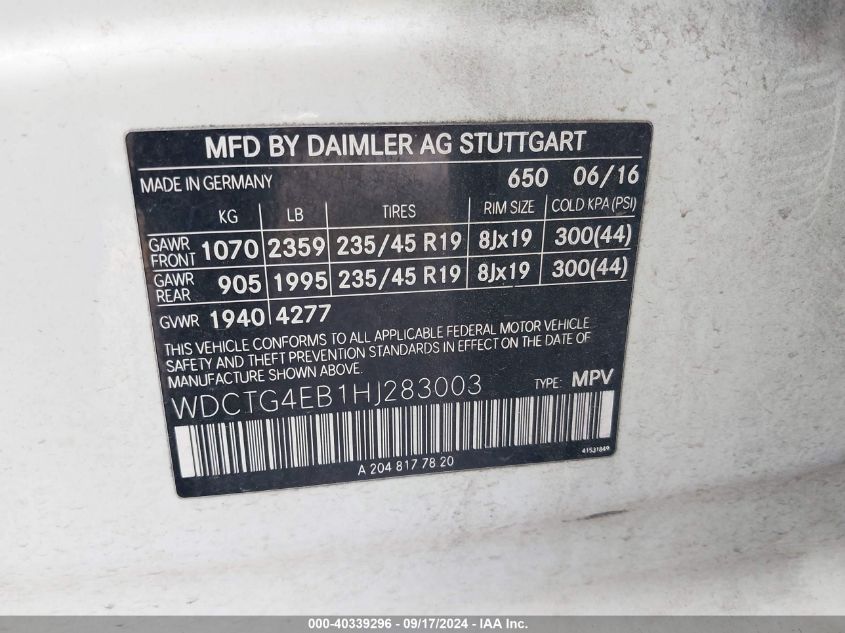 MFD BY DAIMLER AG STUTTGART
MADE IN GERMANY 650 06/16
KG LB TIRES RIM SIZE COLD KPA (PSI)
GAWR FRONT 1070 2359 235/45 R19 8Jx19 300(44)
GAWR REAR 905 1995 235/45 R19 8Jx19 300(44)
GVWR 1940 4277
THIS VEHICLE CONFORMS TO ALL APPLICABLE FEDERAL MOTOR VEHICLE
SAFETY AND THEFT PREVENTION STANDARDS IN EFFECT ON THE DATE OF
MANUFACTURE SHOWN ABOVE.
WDCTG4EB1HJ283003 TYPE: MPV
A 204 817 78 20 41531849
000-40339296 - 09/17/2024 - IAA Inc.